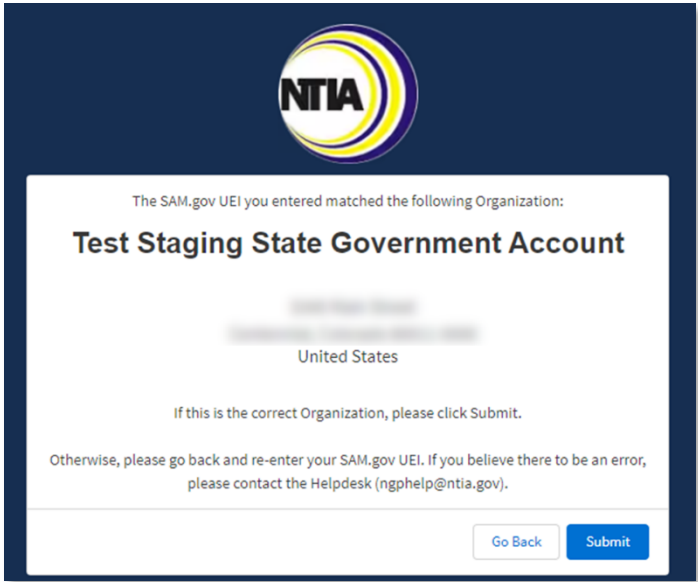 NTIA
The SAM.gov UEI you entered matched the following Organization:
Test Staging State Government Account
United States
If this is the correct Organization, please click Submit.
Otherwise, please go back and re-enter your SAM.gov UEI. If you believe there to be an error,
please contact the Helpdesk (ngphelp@ntia.gov).
Go Back
Submit